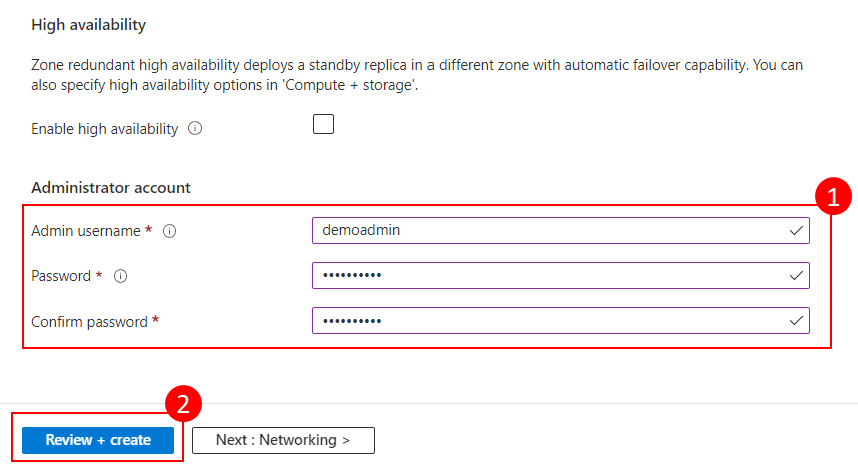 High availability
Zone redundant high availability deploys a standby replica in a different zone with automatic failover capability. You can
also specify high availability options in 'Compute + storage'.
Enable high availability
Administrator account
1
Admin username *
demoadmin
Password *
••••••••••
Confirm password *
••••••••••
2
Review + create
Next : Networking >